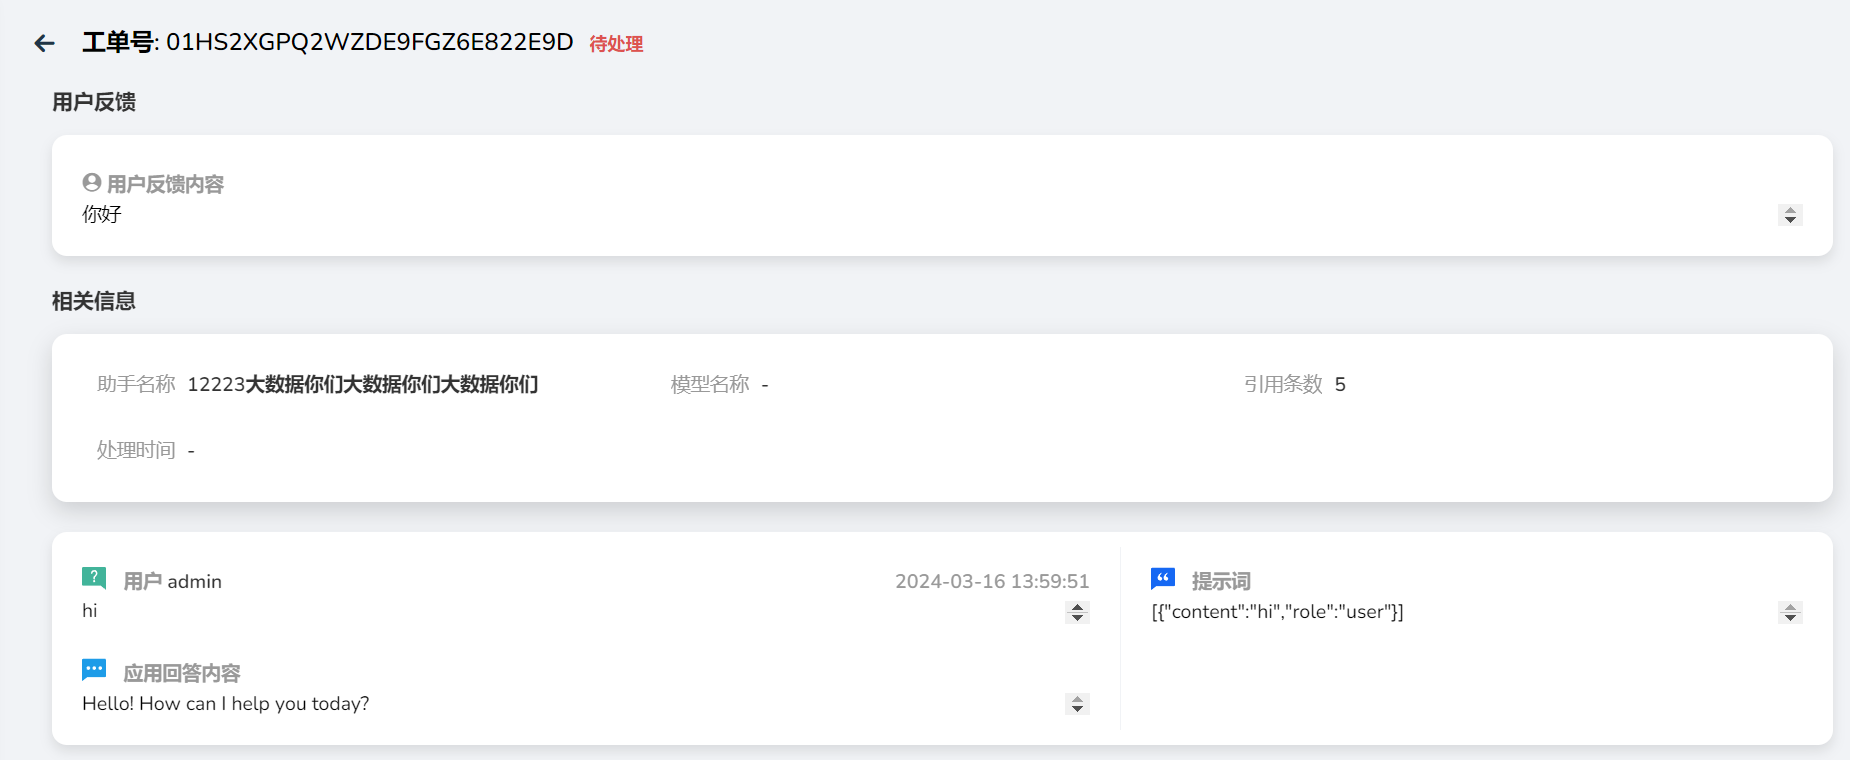 工单号: 01HS2XGPQ2WZDE9FGZ6E822E9D 待处理
用户反馈
用户反馈内容
你好
相关信息
助手名称 12223大数据你们大数据你们大数据你们 模型名称 - 引用条数 5
处理时间 -
用户 admin 2024-03-16 13:59:51
hi
应用回答内容
Hello! How can I help you today?
提示词
[{"content":"hi","role":"user"}]